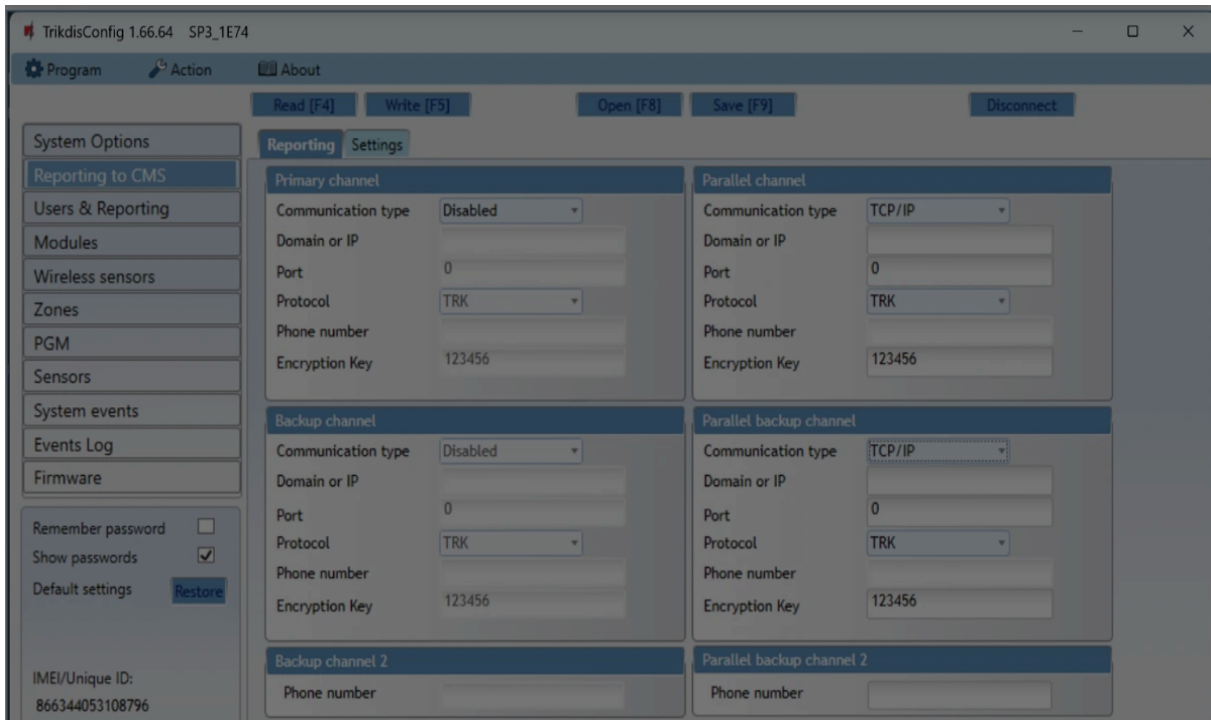 TrikdisConfig 1.66.64 SP3_1E74
Program Action About
Read [F4] Write [F5] Open [F8] Save [F9] Disconnect
System Options
Reporting to CMS
Users & Reporting
Modules
Wireless sensors
Zones
PGM
Sensors
System events
Events Log
Firmware
Remember password
Show passwords
Default settings Restore
IMEI/Unique ID:
866344053108796
Reporting Settings
Primary channel
Communication type Disabled
Domain or IP
Port 0
Protocol TRK
Phone number
Encryption Key 123456
Parallel channel
Communication type TCP/IP
Domain or IP
Port 0
Protocol TRK
Phone number
Encryption Key 123456
Backup channel
Communication type Disabled
Domain or IP
Port 0
Protocol TRK
Phone number
Encryption Key 123456
Parallel backup channel
Communication type TCP/IP
Domain or IP
Port 0
Protocol TRK
Phone number
Encryption Key 123456
Backup channel 2
Phone number
Parallel backup channel 2
Phone number